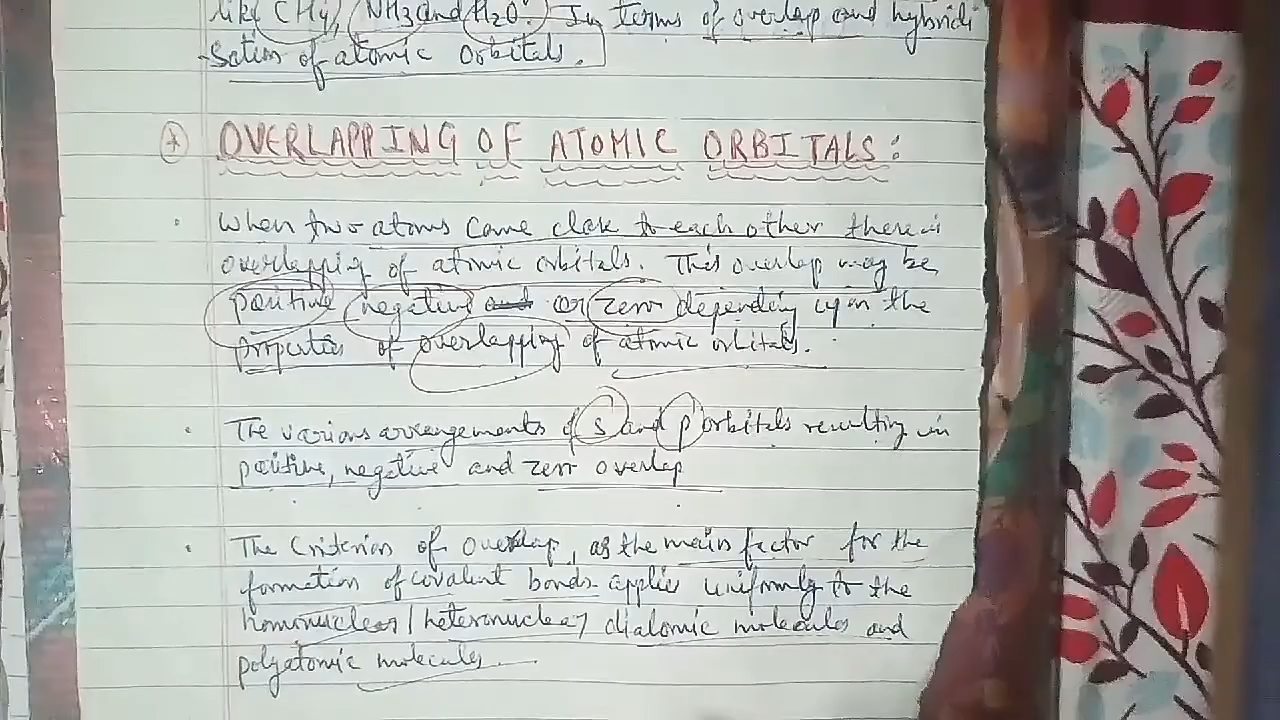 like CH4, NH3 and H2O. In terms of overlap and hybridi
-sation of atomic orbitals.
OVERLAPPING OF ATOMIC ORBITALS:
When two atoms come close to each other there is
overlapping of atomic orbitals. This overlap may be
positive negative and or zero depending upon the
properties of overlapping of atomic orbitals.
The various arrangements of s and p orbitals resulting in
positive, negative and zero overlap
The Criterion of overlap, as the main factor for the
formation of covalent bonds applies uniformly to the
homonuclear/heteronuclear diatomic molecules and
polyatomic molecules.